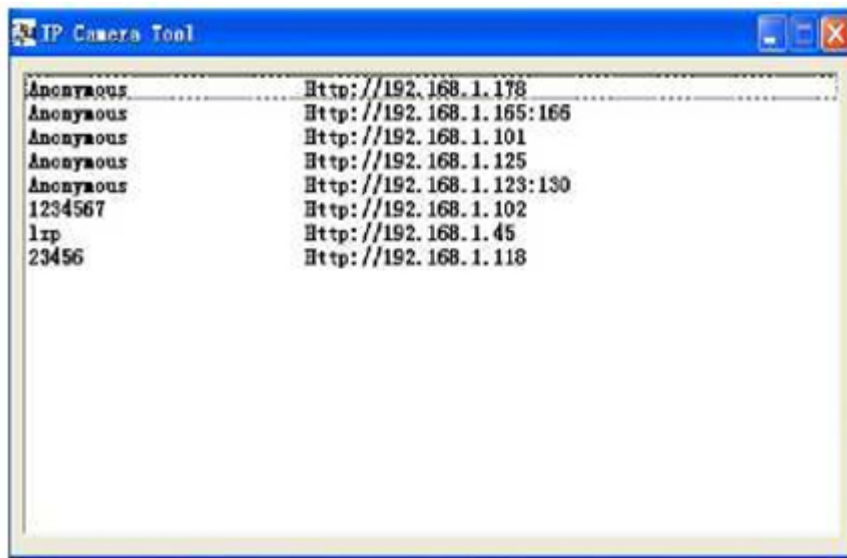 IP Camera Tool
Anonymous Http://192.168.1.178
Anonymous Http://192.168.1.165:166
Anonymous Http://192.168.1.101
Anonymous Http://192.168.1.125
Anonymous Http://192.168.1.123:130
1234567 Http://192.168.1.102
lxp Http://192.168.1.45
23456 Http://192.168.1.118